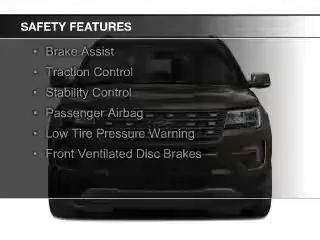 SAFETY FEATURES
• Brake Assist
• Traction Control
• Stability Control
• Passenger Airbag
• Low Tire Pressure Warning
• Front Ventilated Disc Brakes